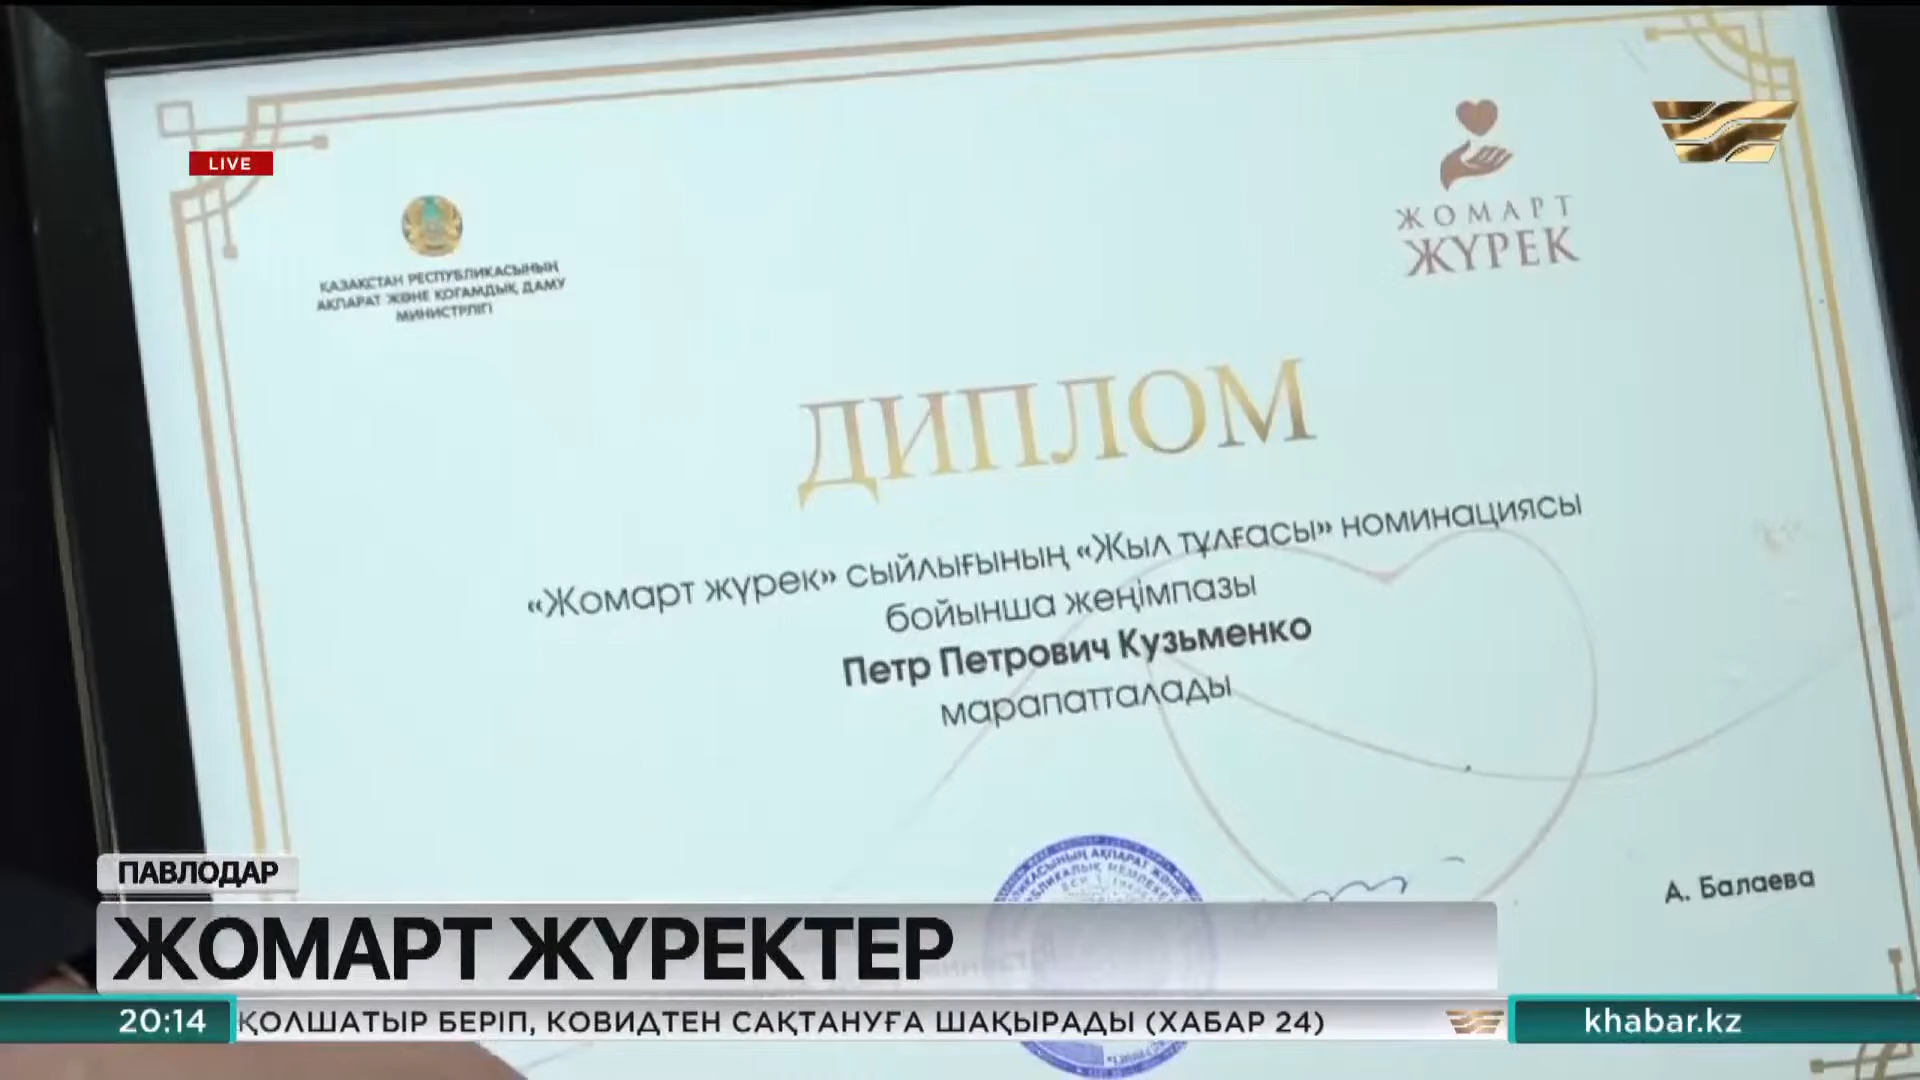 LIVE
ҚАЗАҚСТАН РЕСПУБЛИКАСЫНЫҢ
АҚПАРАТ ЖӘНЕ ҚОҒАМДЫҚ ДАМУ
МИНИСТРЛІГІ
ЖОМАРТ
ЖҮРЕК
ДИПЛОМ
«Жомарт жүрек» сыйлығының «Жыл тұлғасы» номинациясы
бойынша жеңімпазы
Петр Петрович Кузьменко
марапатталады
АҚПАРАТ ЖӘНЕ
А. Балаева
ПАВЛОДАР
ЖОМАРТ ЖҮРЕКТЕР
20:14
ҚОЛШАТЫР БЕРІП, КОВИДТЕН САҚТАНУҒА ШАҚЫРАДЫ (ХАБАР 24)
khabar.kz